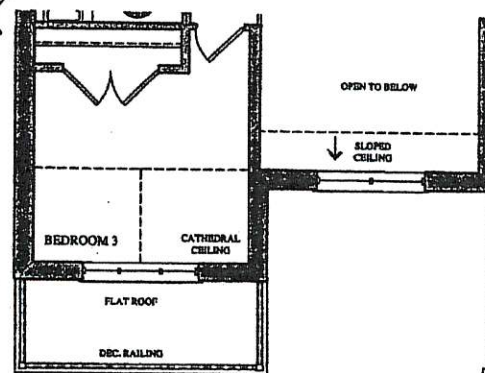 OPEN TO BELOW
SLOPED
CEILING
BEDROOM 3
CATHEDRAL
CEILING
FLAT ROOF
DEC. RAILING